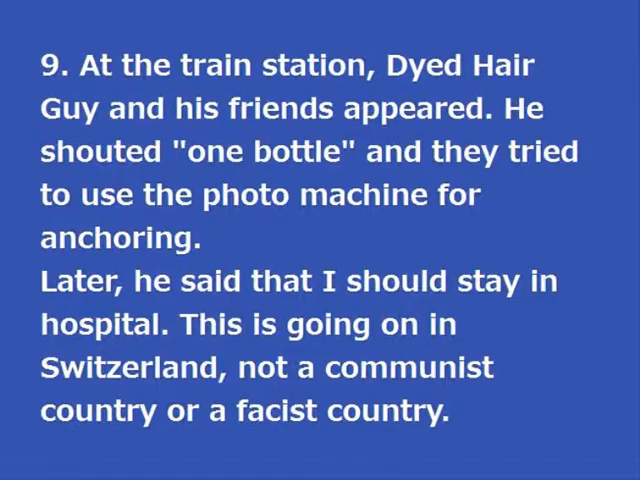 9. At the train station, Dyed Hair
Guy and his friends appeared. He
shouted "one bottle" and they tried
to use the photo machine for
anchoring.
Later, he said that I should stay in
hospital. This is going on in
Switzerland, not a communist
country or a facist country.